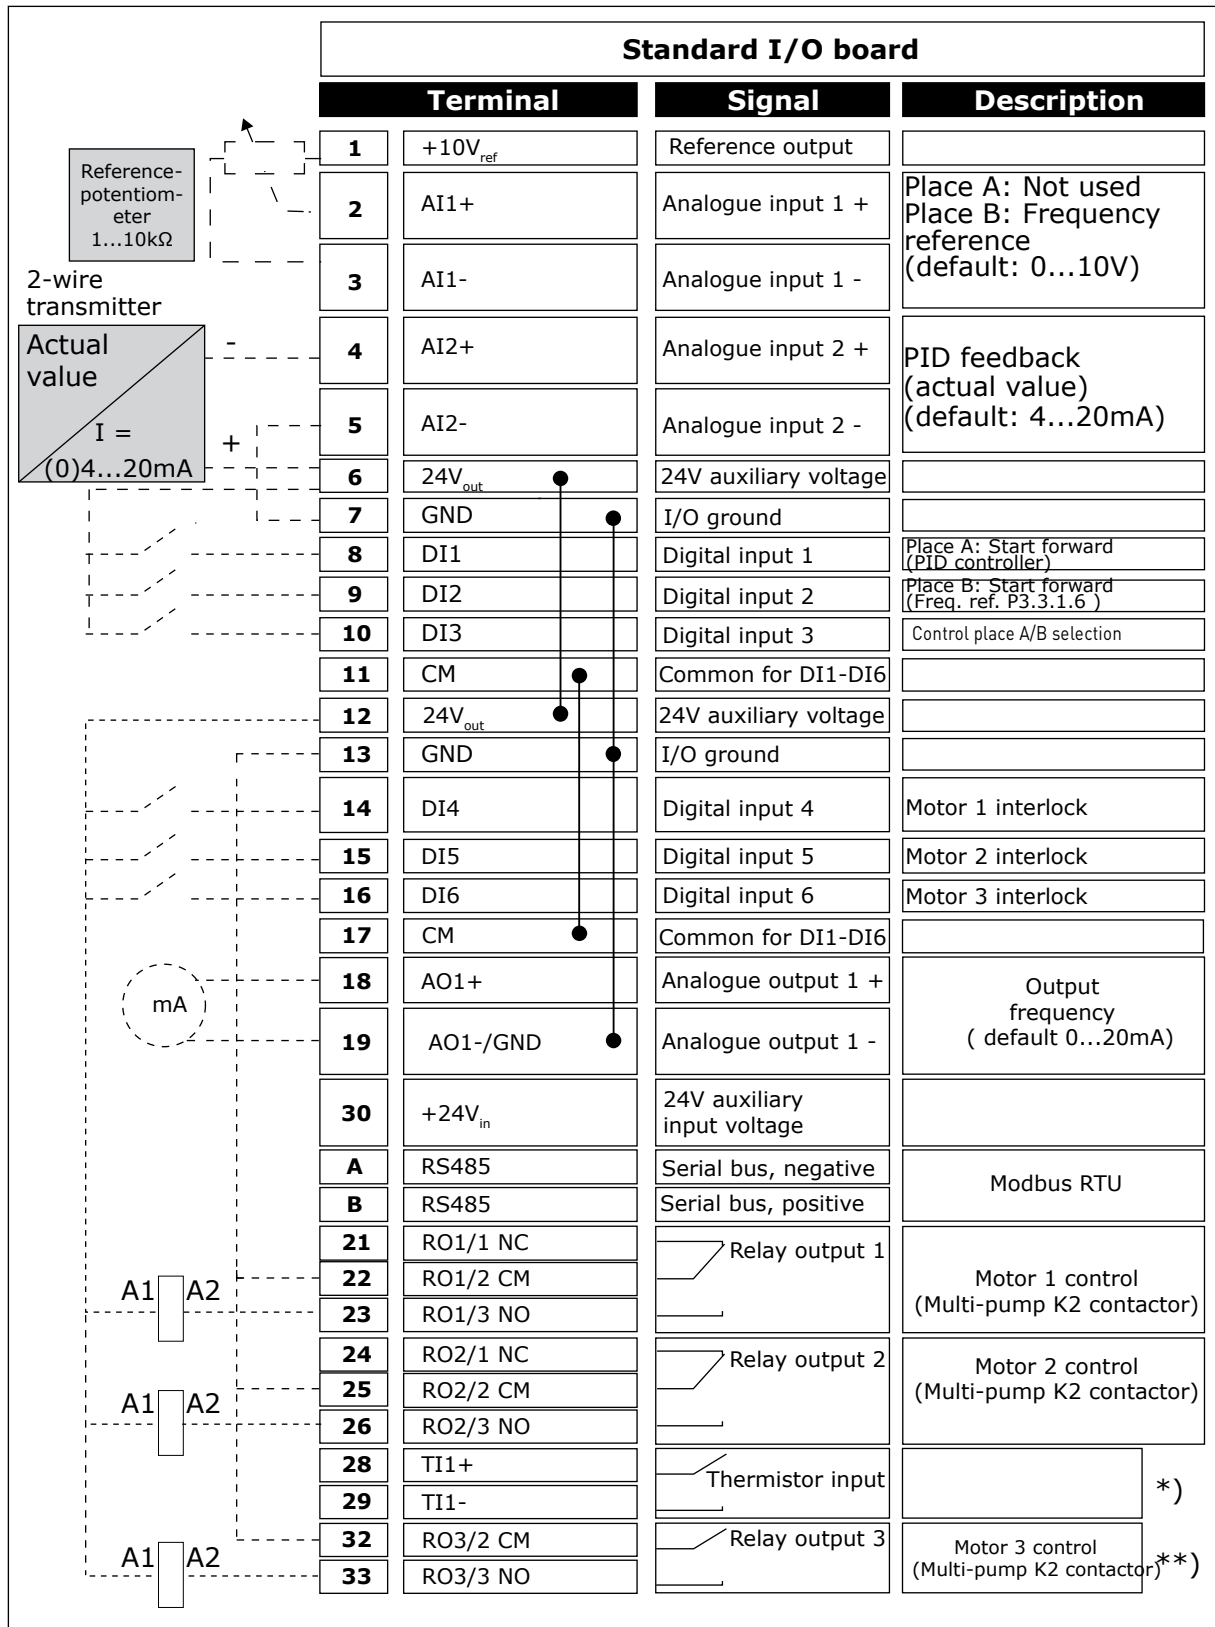 Standard I/O board
Terminal Signal Description
1 +10Vref Reference output
Reference-
potentiom-
eter
1...10kΩ
2 AI1+ Analogue input 1 +
3 AI1- Analogue input 1 -
Place A: Not used
Place B: Frequency
reference
(default: 0...10V)
2-wire
transmitter
Actual
value
I =
(0)4...20mA
-
+
4 AI2+ Analogue input 2 +
5 AI2- Analogue input 2 -
PID feedback
(actual value)
(default: 4...20mA)
6 24Vout 24V auxiliary voltage
7 GND I/O ground
8 DI1 Digital input 1
Place A: Start forward
(PID controller)
9 DI2 Digital input 2
Place B: Start forward
(Freq. ref. P3.3.1.6 )
10 DI3 Digital input 3 Control place A/B selection
11 CM Common for DI1-DI6
12 24Vout 24V auxiliary voltage
13 GND I/O ground
14 DI4 Digital input 4 Motor 1 interlock
15 DI5 Digital input 5 Motor 2 interlock
16 DI6 Digital input 6 Motor 3 interlock
17 CM Common for DI1-DI6
mA
18 AO1+ Analogue output 1 +
19 AO1-/GND Analogue output 1 -
Output
frequency
( default 0...20mA)
30 +24Vin
24V auxiliary
input voltage
A RS485 Serial bus, negative
B RS485 Serial bus, positive
Modbus RTU
21 RO1/1 NC Relay output 1
22 RO1/2 CM
23 RO1/3 NO
A1 A2
Motor 1 control
(Multi-pump K2 contactor)
24 RO2/1 NC Relay output 2
25 RO2/2 CM
26 RO2/3 NO
A1 A2
Motor 2 control
(Multi-pump K2 contactor)
28 TI1+ Thermistor input
29 TI1-
*)
32 RO3/2 CM Relay output 3
33 RO3/3 NO
A1 A2
Motor 3 control
(Multi-pump K2 contactor)
**)